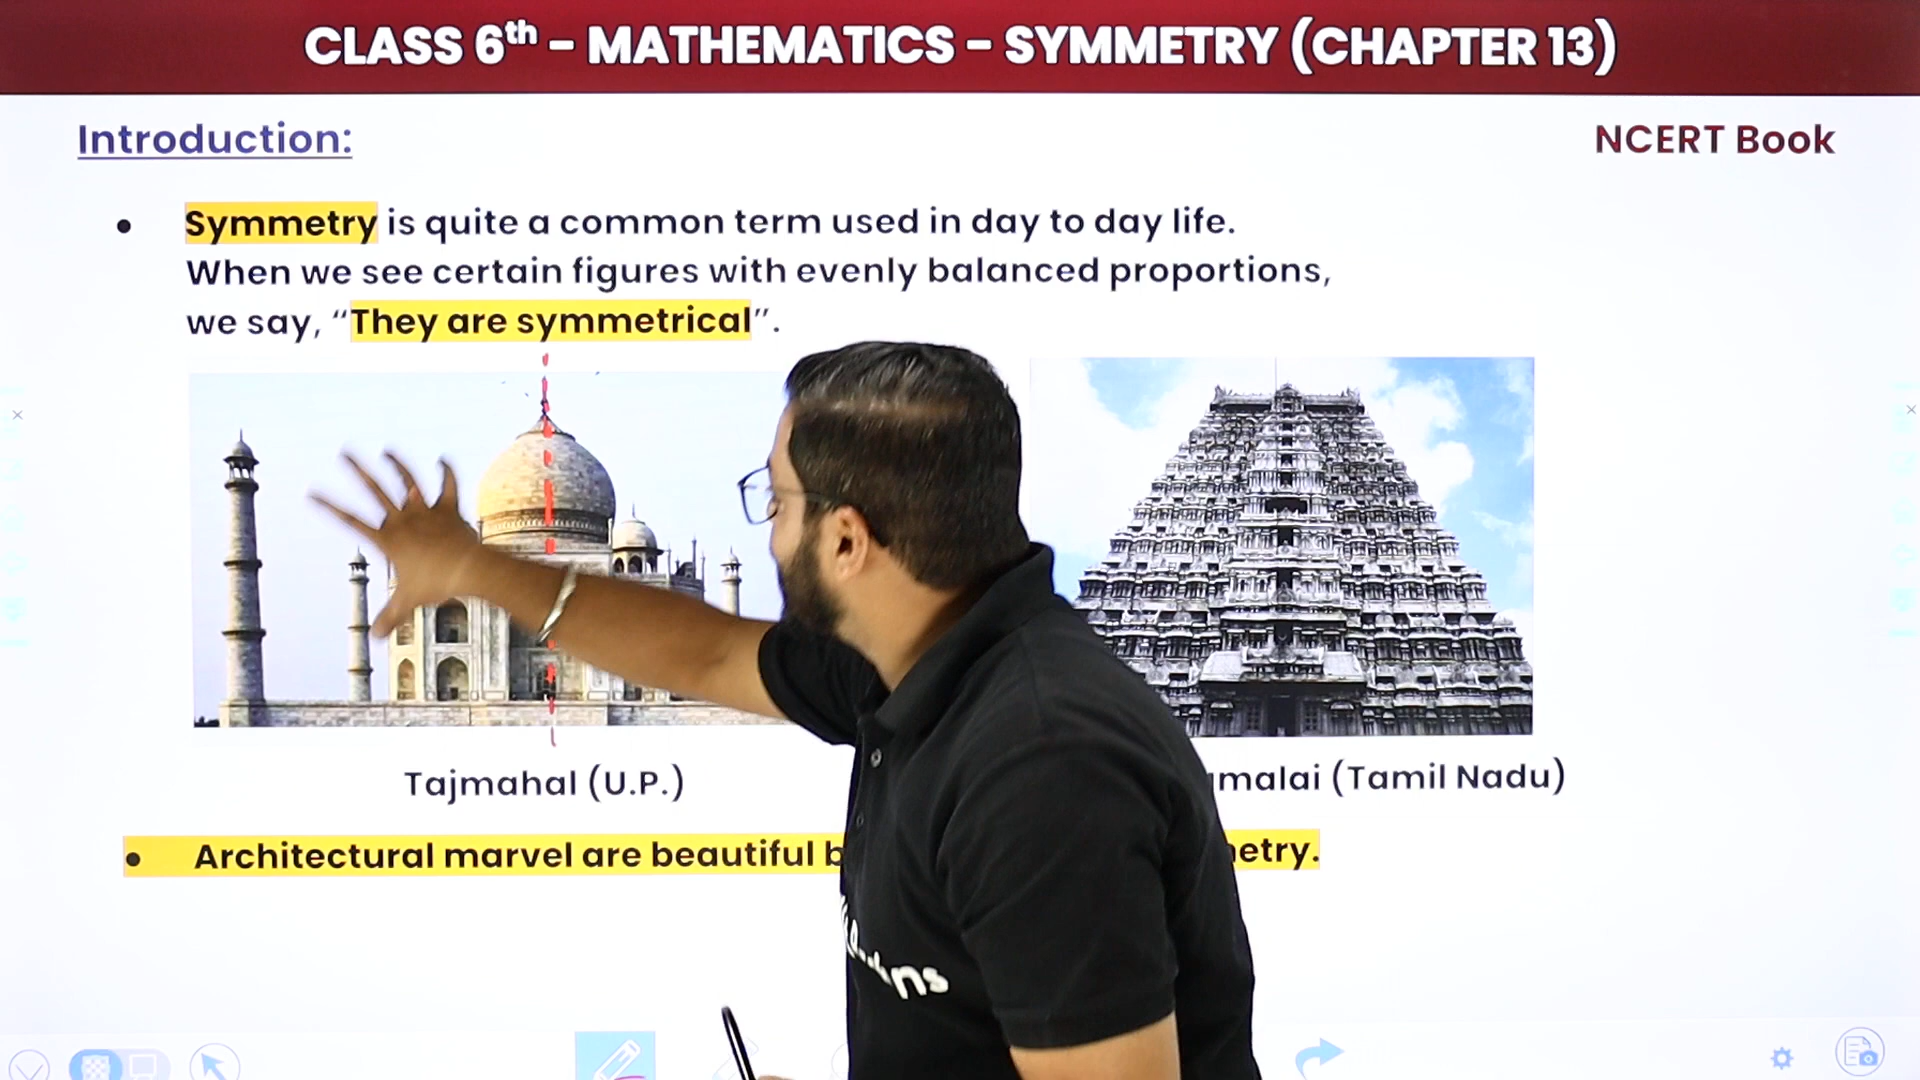 CLASS 6th - MATHEMATICS - SYMMETRY (CHAPTER 13)
Introduction:
NCERT Book
• Symmetry is quite a common term used in day to day life.
When we see certain figures with evenly balanced proportions,
we say, “They are symmetrical”.
Tajmahal (U.P.)
malai (Tamil Nadu)
• Architectural marvel are beautiful b etry.